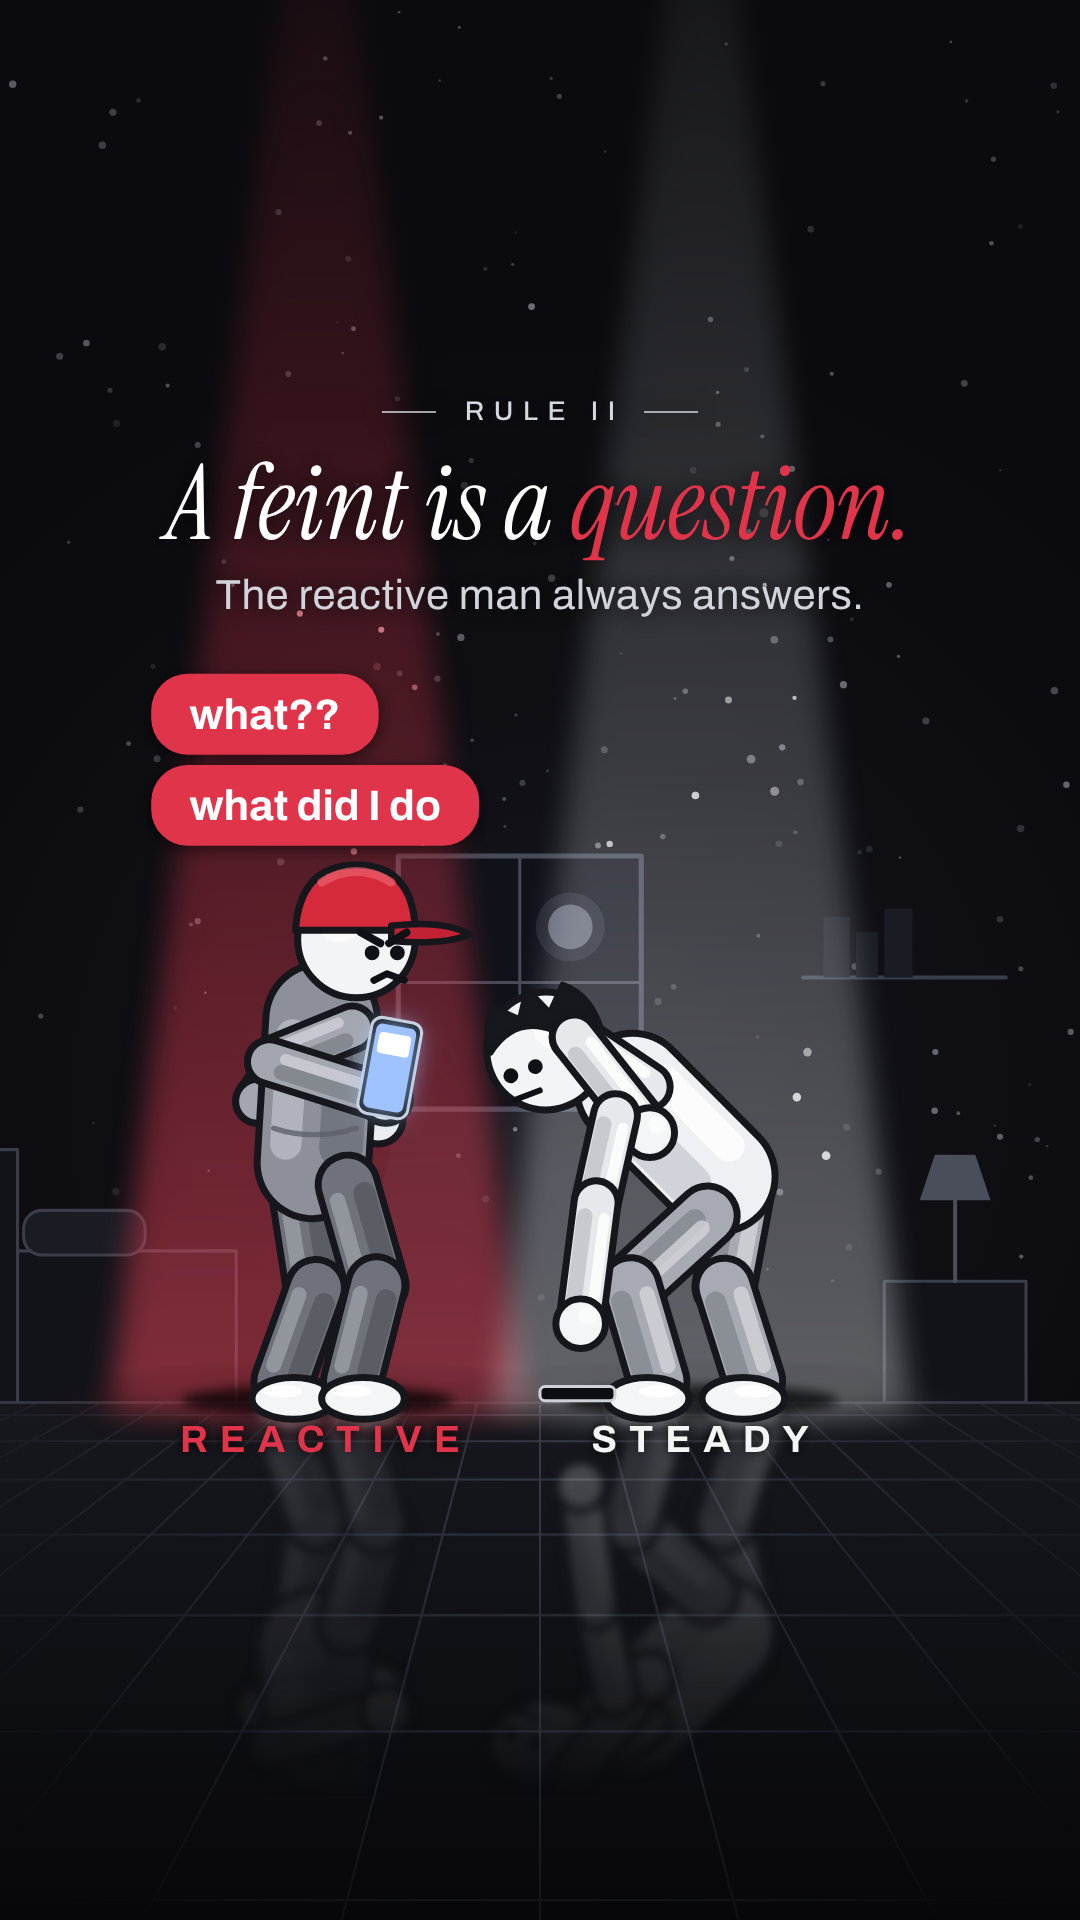 RULE II
A feint is a question.
The reactive man always answers.
what??
what did I do
REACTIVE
STEADY